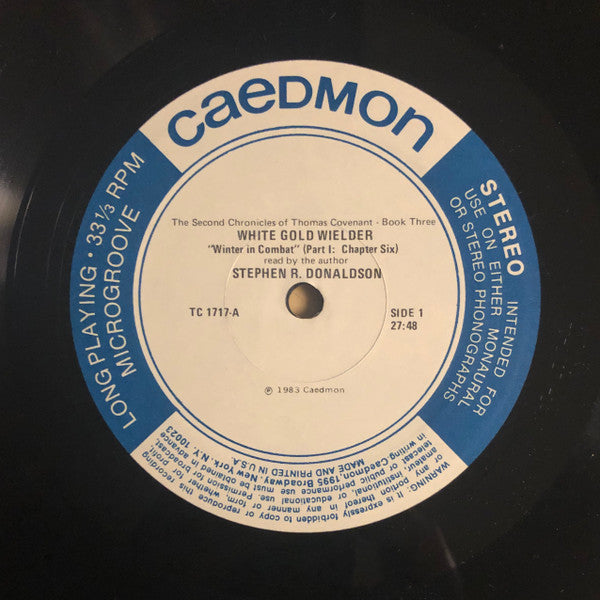 caeDMON
LONG PLAYING • 33 1/3 RPM
MICROGROOVE
STEREO INTENDED FOR
USE ON EITHER MONAURAL
OR STEREO PHONOGRAPHS
The Second Chronicles of Thomas Covenant - Book Three
WHITE GOLD WIELDER
"Winter in Combat" (Part I: Chapter Six)
read by the author
STEPHEN R. DONALDSON
TC 1717-A
SIDE 1
27:48
℗ 1983 Caedmon
WARNING: It is expressly forbidden to copy or reproduce this recording
or any portion thereof in any manner or form, whether for profit,
amateur, institutional or educational use. Permission for broadcast,
telecast, or public performance use must be obtained in advance,
in writing Caedmon, 1995 Broadway, New York, N.Y. 10023
MADE AND PRINTED IN U.S.A.